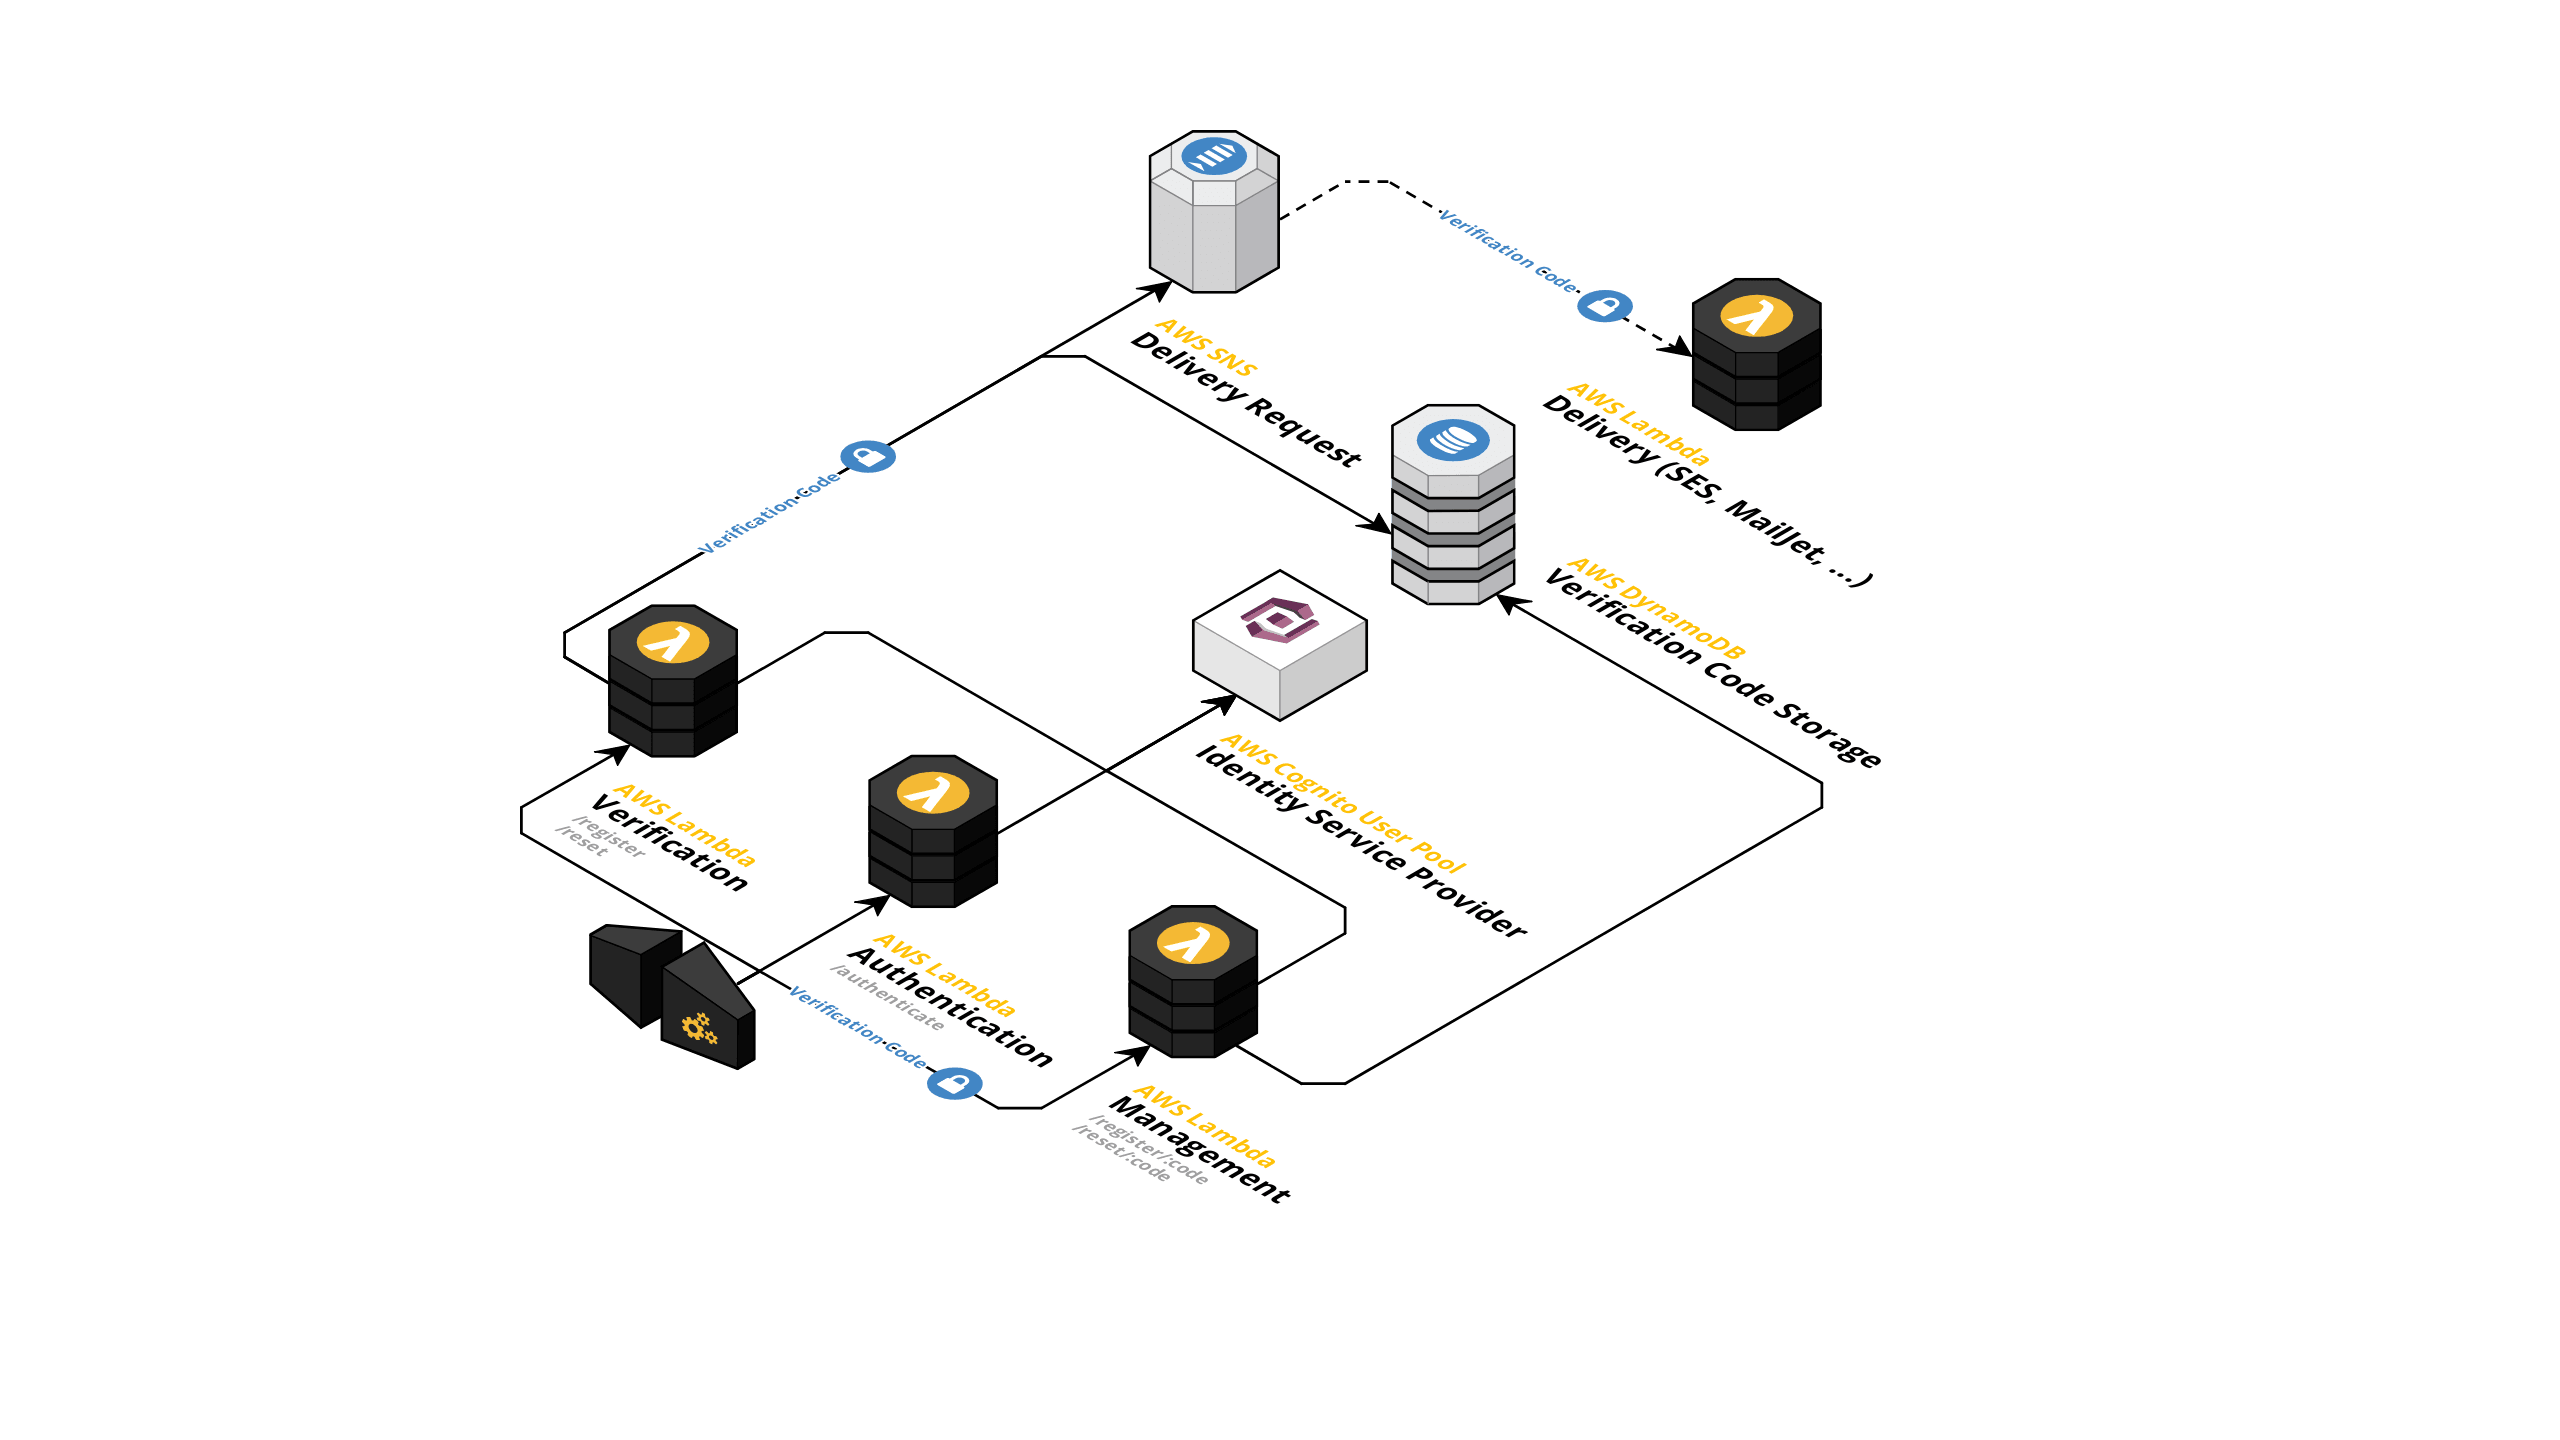 Verification Code
AWS SNS
Delivery Request
AWS Lambda
Delivery (SES, MailJet, ...)
Verification Code
AWS DynamoDB
Verification Code Storage
AWS Cognito User Pool
Identity Service Provider
AWS Lambda
Verification
/register
/reset
AWS Lambda
Authentication
/authenticate
Verification Code
AWS Lambda
Management
/register/:code
/reset/:code